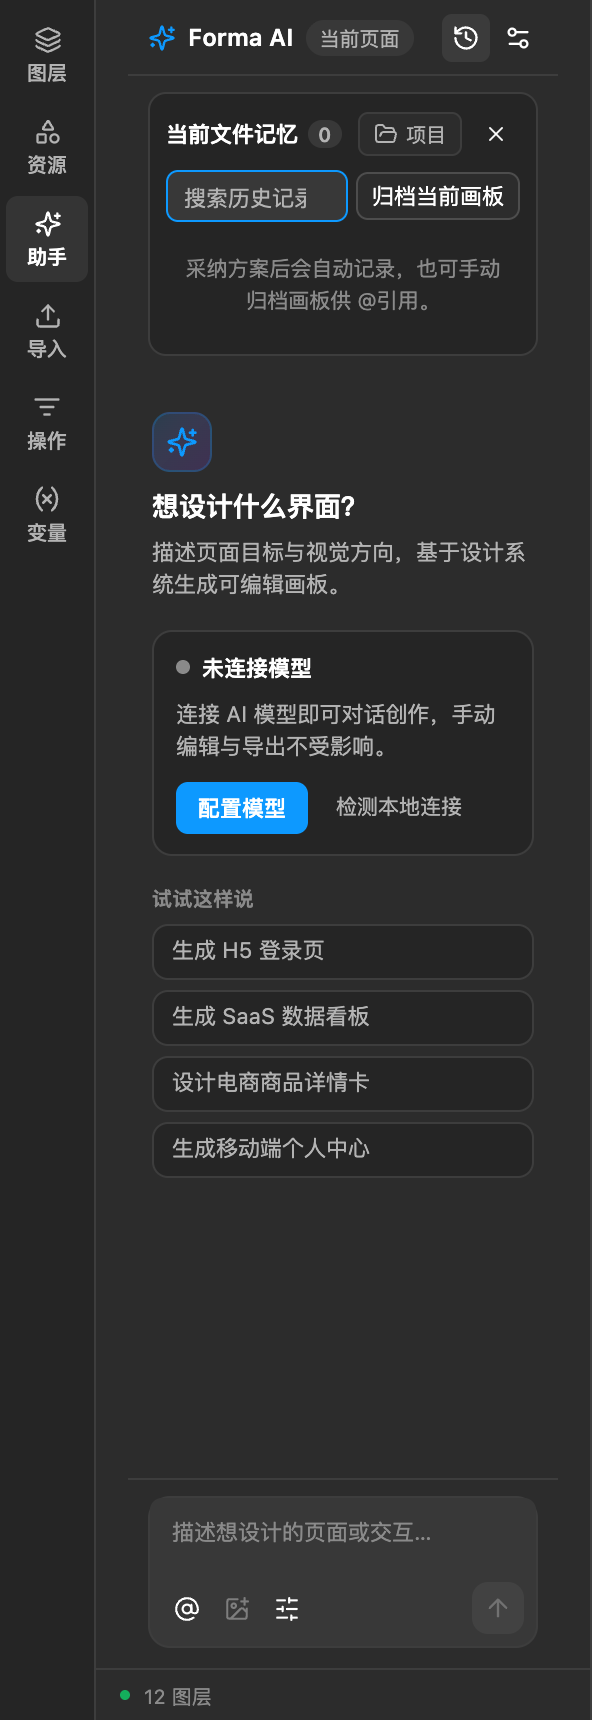 图层
资源
助手
导入
操作
变量
Forma AI 当前页面
当前文件记忆 0 项目
搜索历史记录 归档当前画板
采纳方案后会自动记录，也可手动
归档画板供 @引用。
想设计什么界面?
描述页面目标与视觉方向，基于设计系
统生成可编辑画板。
未连接模型
连接 AI 模型即可对话创作，手动
编辑与导出不受影响。
配置模型 检测本地连接
试试这样说
生成 H5 登录页
生成 SaaS 数据看板
设计电商商品详情卡
生成移动端个人中心
描述想设计的页面或交互...
12 图层